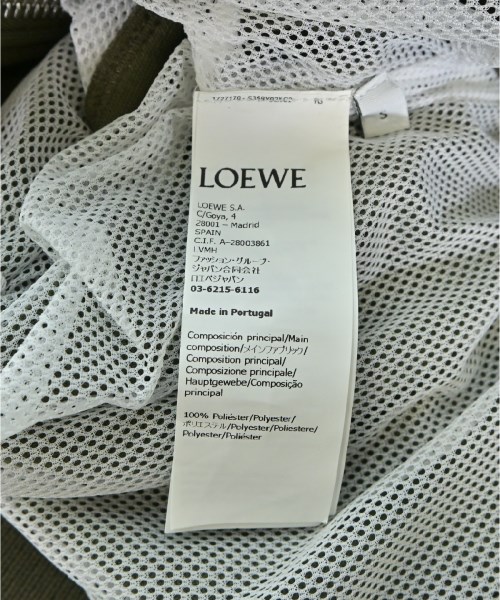 S
LOEWE
LOEWE S.A.
C/Goya, 4
28001 - Madrid
SPAIN
C.I.F. A-28003861
LVMH
ファッション・グループ・
ジャパン合同会社
ロエベジャパン
03-6215-6116
Made in Portugal
Composición principal/Main
composition/メインファブリック/
Composition principal/
Composizione principale/
Hauptgewebe/Composição
principal
100% Poliéster/Polyester/
ポリエステル/Polyester/Poliestere/
Polyester/Poliéster